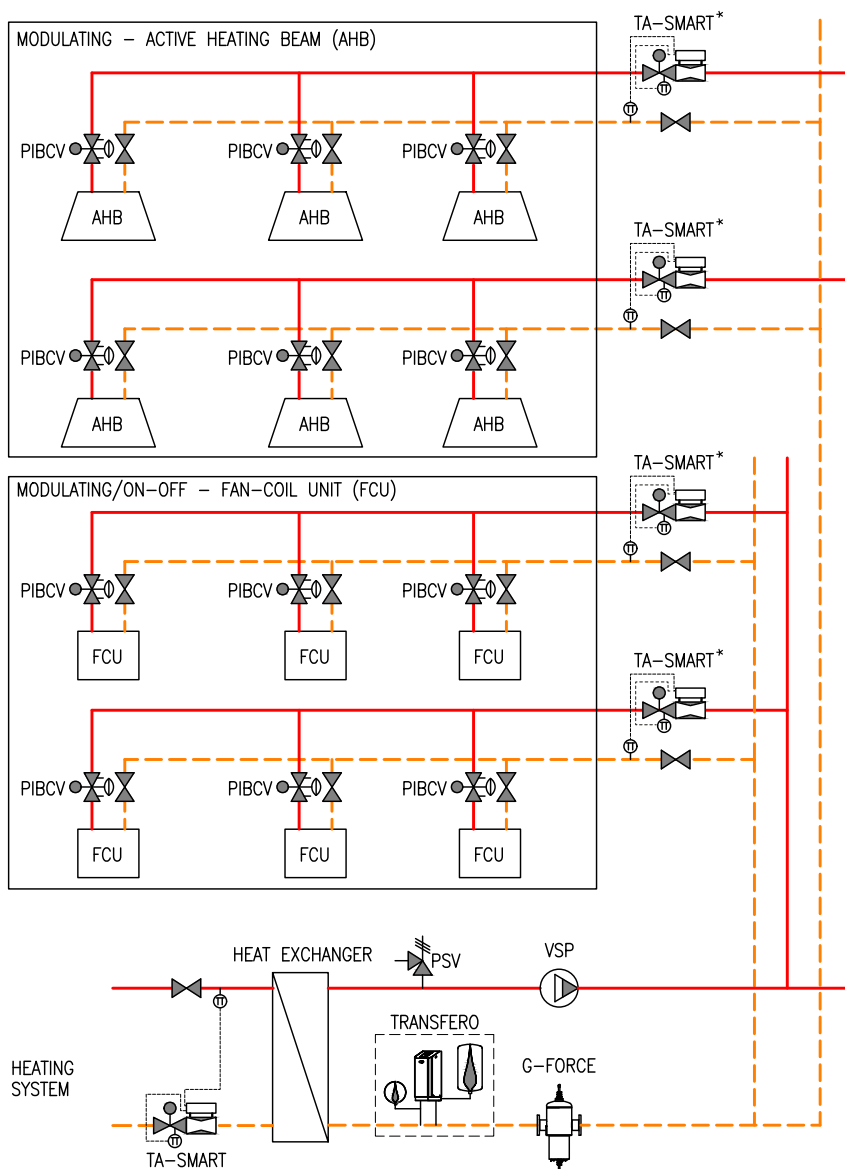 TA-SMART*
MODULATING - ACTIVE HEATING BEAM (AHB)
PIBCV PIBCV PIBCV
AHB AHB AHB
TA-SMART*
PIBCV PIBCV PIBCV
AHB AHB AHB
TA-SMART*
MODULATING/ON-OFF - FAN-COIL UNIT (FCU)
PIBCV PIBCV PIBCV
FCU FCU FCU
TA-SMART*
PIBCV PIBCV PIBCV
FCU FCU FCU
HEAT EXCHANGER
PSV
VSP
TRANSFERO
G-FORCE
HEATING
SYSTEM
TA-SMART